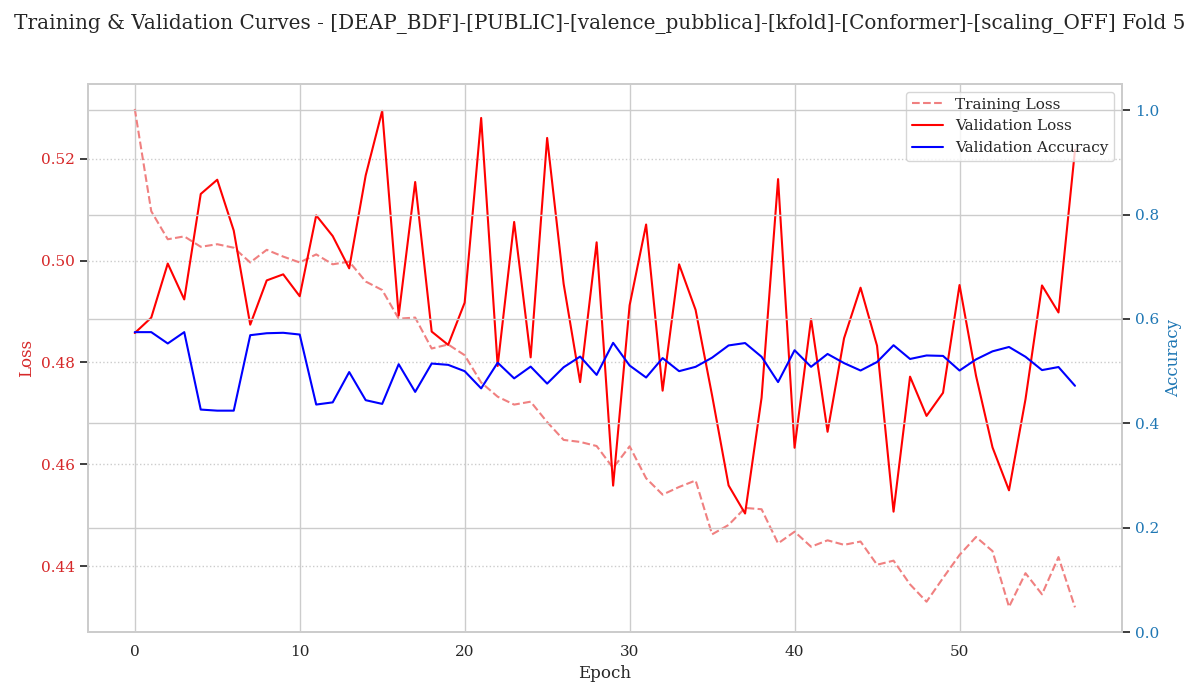 Training & Validation Curves - [DEAP_BDF]-[PUBLIC]-[valence_pubblica]-[kfold]-[Conformer]-[scaling_OFF] Fold 5
Training Loss
Validation Loss
Validation Accuracy
Loss
0.52
0.50
0.48
0.46
0.44
1.0
0.8
0.6
0.4
0.2
0.0
Accuracy
0
10
20
30
40
50
Epoch